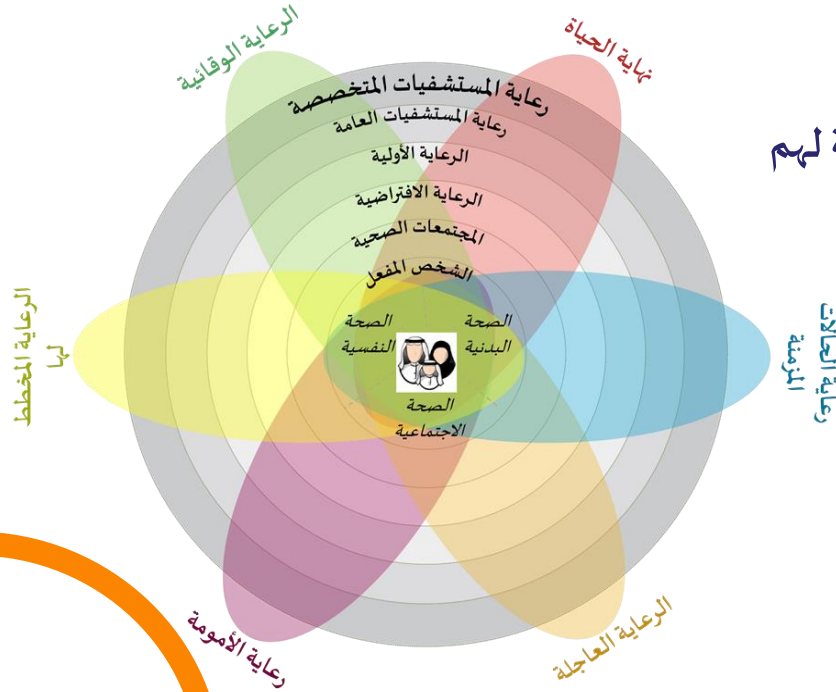 الرعاية الوقائية
نهاية الحياة
رعاية المستشفيات المتخصصة
رعاية المستشفيات العامة
الرعاية الأولية
الرعاية الافتراضية
المجتمعات الصحية
الشخص المفعل
لهم
الصحة
البدنية
الصحة
النفسية
الصحة
الاجتماعية
رعاية الحالات
المزمنة
الرعاية المخطط
لها
رعاية الأمومة
الرعاية العاجلة